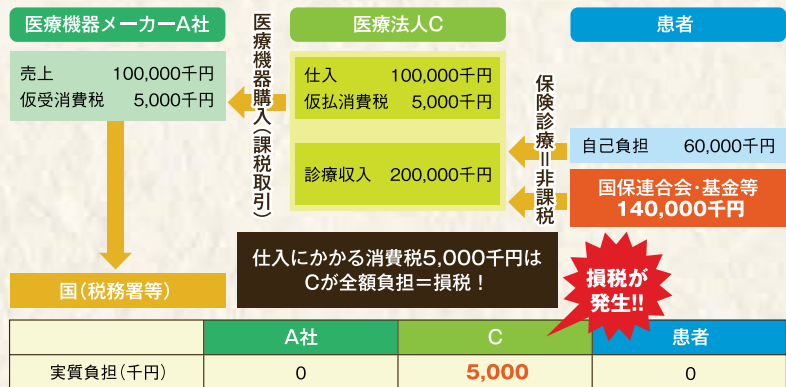 医療機器メーカーA社
売上 100,000千円
仮受消費税 5,000千円
国（税務署等）
医療機器購入（課税取引）
医療法人C
仕入 100,000千円
仮払消費税 5,000千円
診療収入 200,000千円
保険診療＝非課税
患者
自己負担 60,000千円
国保連合会・基金等
140,000千円
仕入にかかる消費税5,000千円は
Cが全額負担＝損税！
損税が
発生!!
A社 C 患者
実質負担（千円） 0 5,000 0